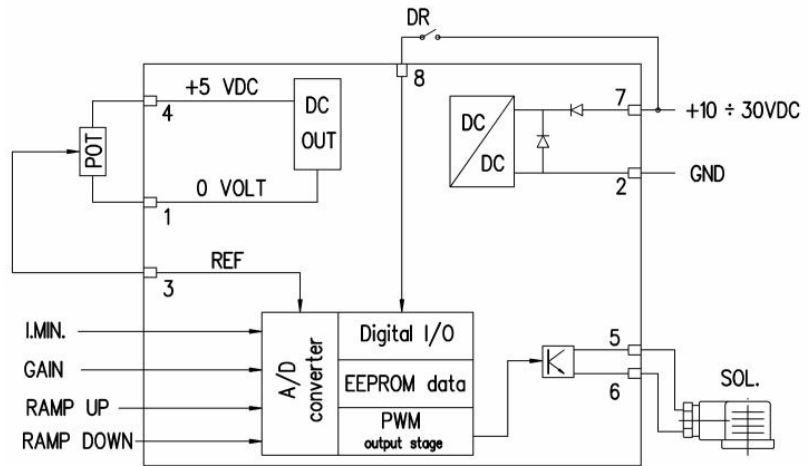 DR
8
+5 VDC
4
DC
OUT
POT
0 VOLT
1
DC
DC
7
+10 ÷ 30VDC
2
GND
REF
3
I.MIN.
GAIN
RAMP UP
RAMP DOWN
A/D
converter
Digital I/O
EEPROM data
PWM
output stage
5
6
SOL.